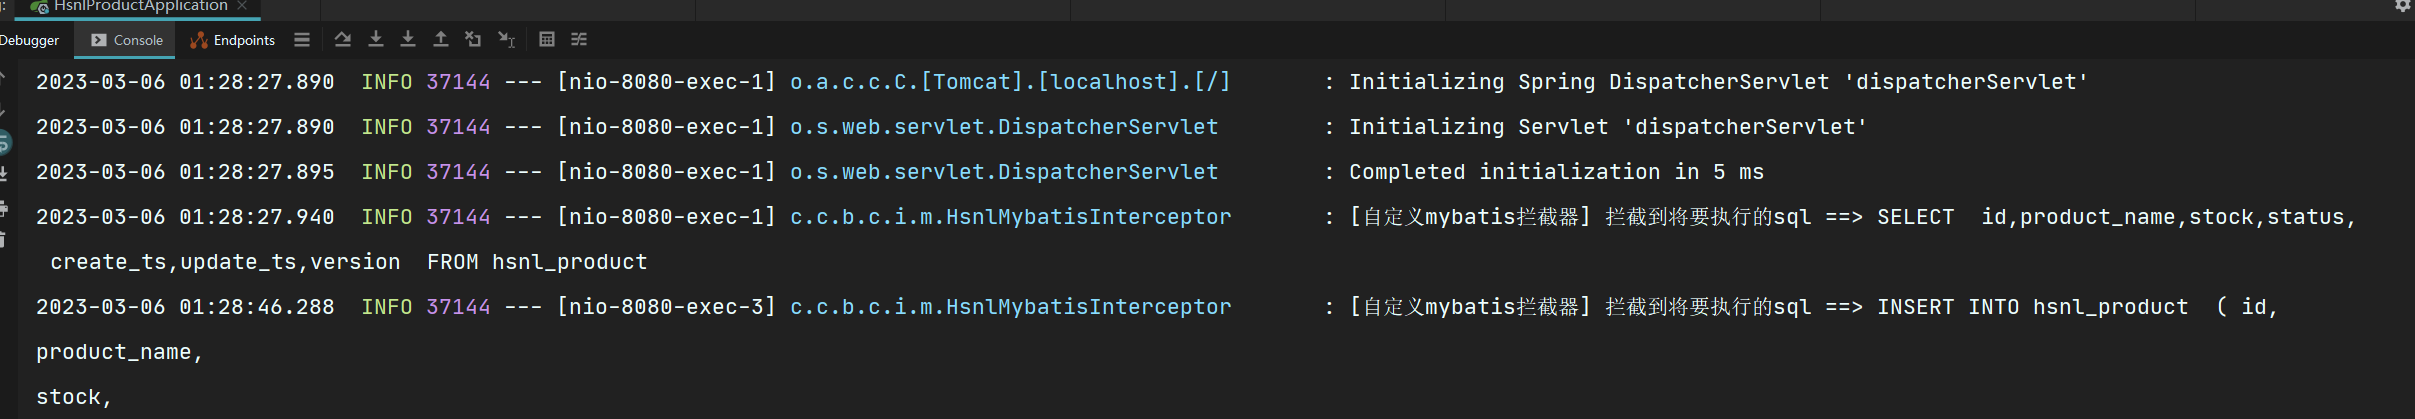 HsnlProductApplication
Debugger Console Endpoints
2023-03-06 01:28:27.890  INFO 37144 --- [nio-8080-exec-1] o.a.c.c.C.[Tomcat].[localhost].[/]       : Initializing Spring DispatcherServlet 'dispatcherServlet'
2023-03-06 01:28:27.890  INFO 37144 --- [nio-8080-exec-1] o.s.web.servlet.DispatcherServlet        : Initializing Servlet 'dispatcherServlet'
2023-03-06 01:28:27.895  INFO 37144 --- [nio-8080-exec-1] o.s.web.servlet.DispatcherServlet        : Completed initialization in 5 ms
2023-03-06 01:28:27.940  INFO 37144 --- [nio-8080-exec-1] c.c.b.c.i.m.HsnlMybatisInterceptor       : [自定义mybatis拦截器] 拦截到将要执行的sql ==> SELECT  id,product_name,stock,status,
create_ts,update_ts,version  FROM hsnl_product
2023-03-06 01:28:46.288  INFO 37144 --- [nio-8080-exec-3] c.c.b.c.i.m.HsnlMybatisInterceptor       : [自定义mybatis拦截器] 拦截到将要执行的sql ==> INSERT INTO hsnl_product  ( id,
product_name,
stock,